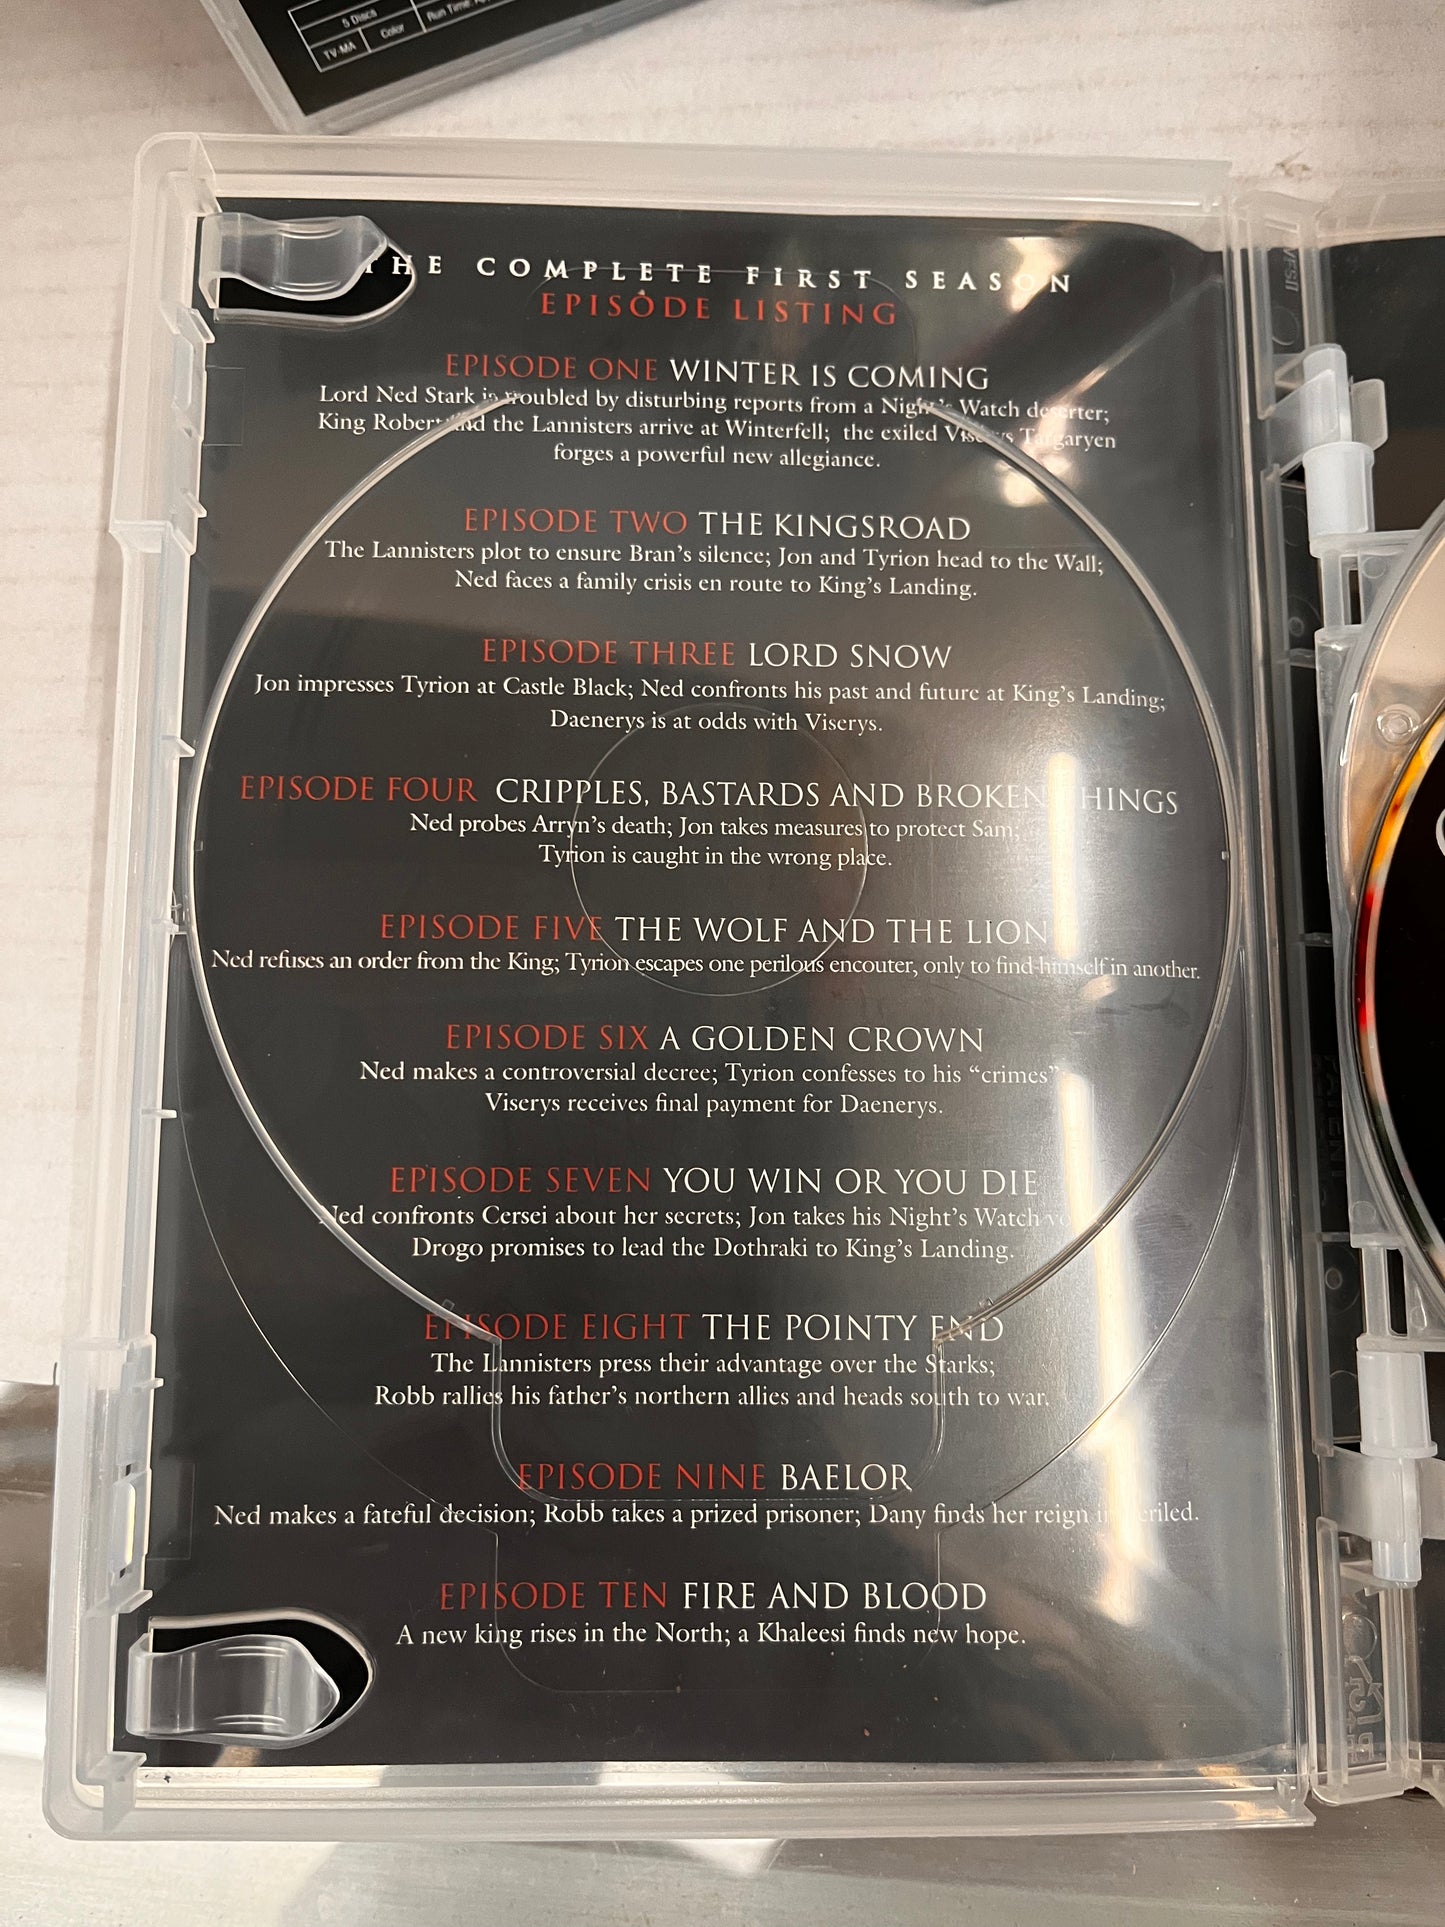 5 Discs
TV-MA
Color
Run Time:
THE COMPLETE FIRST SEASON
EPISODE LISTING
EPISODE ONE WINTER IS COMING
Lord Ned Stark is troubled by disturbing reports from a Night's Watch deserter;
King Robert and the Lannisters arrive at Winterfell; the exiled Viserys Targaryen
forges a powerful new allegiance.
EPISODE TWO THE KINGSROAD
The Lannisters plot to ensure Bran's silence; Jon and Tyrion head to the Wall;
Ned faces a family crisis en route to King's Landing.
EPISODE THREE LORD SNOW
Jon impresses Tyrion at Castle Black; Ned confronts his past and future at King's Landing;
Daenerys is at odds with Viserys.
EPISODE FOUR CRIPPLES, BASTARDS AND BROKEN THINGS
Ned probes Arryn's death; Jon takes measures to protect Sam;
Tyrion is caught in the wrong place.
EPISODE FIVE THE WOLF AND THE LION
Ned refuses an order from the King; Tyrion escapes one perilous encouter, only to find himself in another.
EPISODE SIX A GOLDEN CROWN
Ned makes a controversial decree; Tyrion confesses to his “crimes”;
Viserys receives final payment for Daenerys.
EPISODE SEVEN YOU WIN OR YOU DIE
Ned confronts Cersei about her secrets; Jon takes his Night's Watch
Drogo promises to lead the Dothraki to King's Landing.
EPISODE EIGHT THE POINTY END
The Lannisters press their advantage over the Starks;
Robb rallies his father's northern allies and heads south to war.
EPISODE NINE BAELOR
Ned makes a fateful decision; Robb takes a prized prisoner; Dany finds her reign imperiled.
EPISODE TEN FIRE AND BLOOD
A new king rises in the North; a Khaleesi finds new hope.